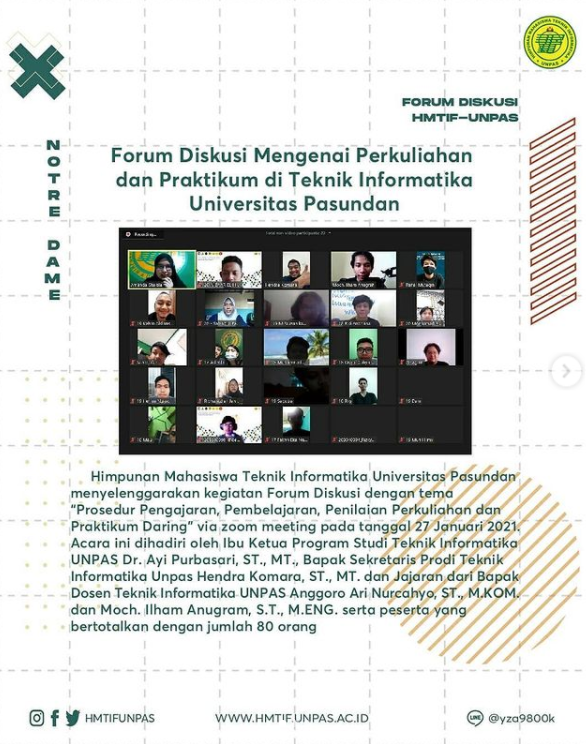 FORUM DISKUSI
HMTIF-UNPAS
NOTRE DAME
Forum Diskusi Mengenai Perkuliahan
dan Praktikum di Teknik Informatika
Universitas Pasundan
Recording...
Himpunan Mahasiswa Teknik Informatika Universitas Pasundan
menyelenggarakan kegiatan Forum Diskusi dengan tema
"Prosedur Pengajaran, Pembelajaran, Penilaian Perkuliahan dan
Praktikum Daring" via zoom meeting pada tanggal 27 Januari 2021.
Acara ini dihadiri oleh Ibu Ketua Program Studi Teknik Informatika
UNPAS Dr. Ayi Purbasari, ST., MT., Bapak Sekretaris Prodi Teknik
Informatika Unpas Hendra Komara, ST., MT. dan Jajaran dari Bapak
Dosen Teknik Informatika UNPAS Anggoro Ari Nurcahyo, ST., M.KOM.
dan Moch. Ilham Anugram, S.T., M.ENG. serta peserta yang
bertotalkan dengan jumlah 80 orang
HMTIFUNPAS
WWW.HMTIF.UNPAS.AC.ID
LINE
@yza9800k